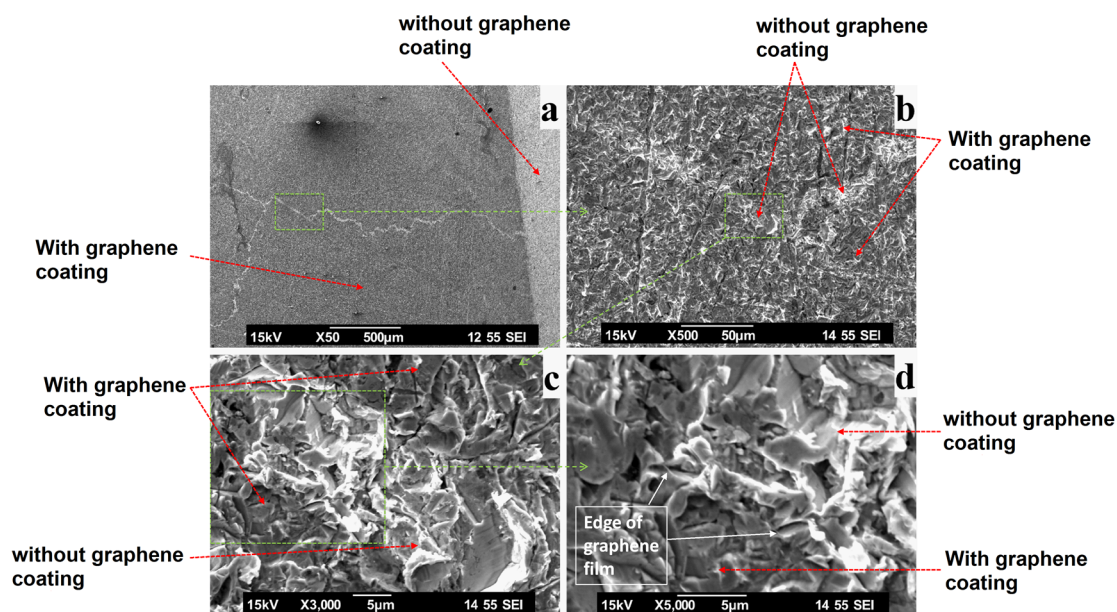 without graphene
coating
without graphene
coating
a
b
With graphene
coating
With graphene
coating
15kV X50 500µm 12 55 SEI
15kV X500 50µm 14 55 SEI
With graphene
coating
c
d
without graphene
coating
Edge of
graphene
film
without graphene
coating
With graphene
coating
15kV X3,000 5µm 14 55 SEI
15kV X5,000 5µm 14 55 SEI